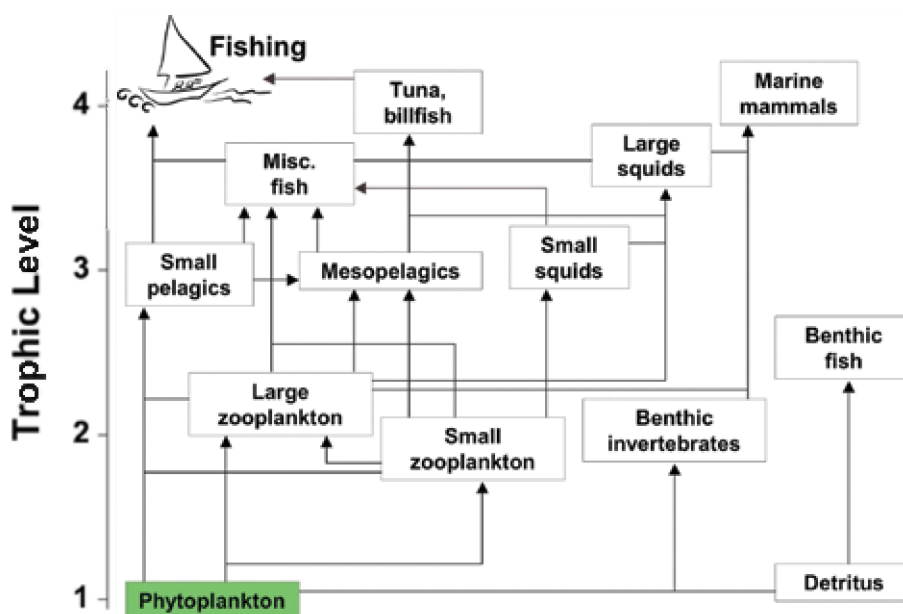 Fishing
Trophic Level
4
3
2
1
Tuna,
billfish
Marine
mammals
Misc.
fish
Large
squids
Small
pelagics
Mesopelagics
Small
squids
Benthic
fish
Large
zooplankton
Small
zooplankton
Benthic
invertebrates
Phytoplankton
Detritus